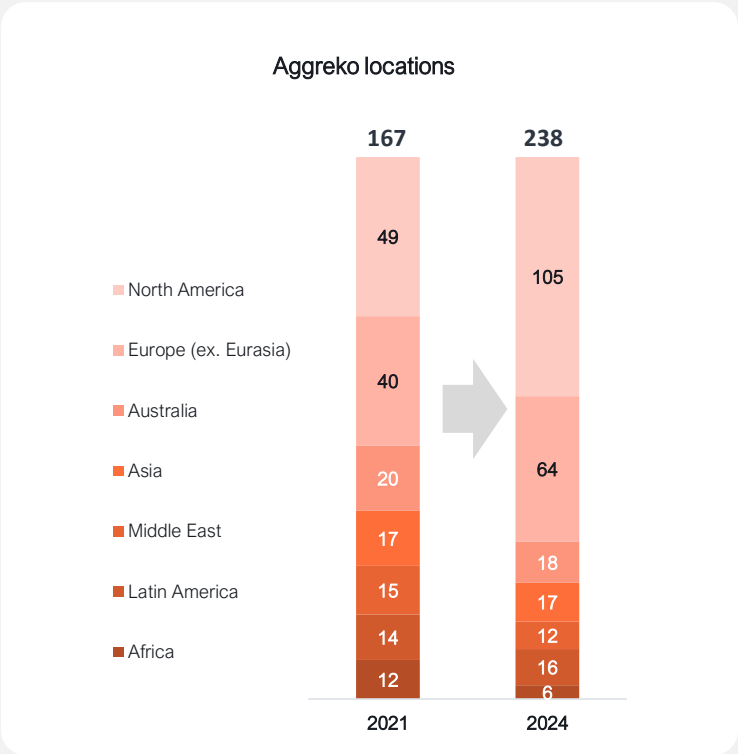 Aggreko locations
167
238
49
105
North America
Europe (ex. Eurasia)
40
Australia
64
20
Asia
17
18
Middle East
15
17
Latin America
14
12
Africa
12
16
6
2021
2024